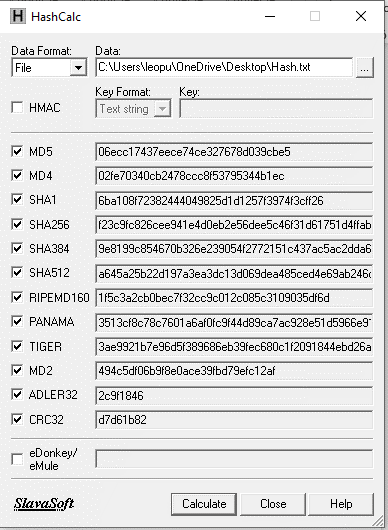 HashCalc
Data Format: Data:
File C:\Users\leopu\OneDrive\Desktop\Hash.txt ...
Key Format: Key:
HMAC Text string
MD5 06ecc17437eece74ce327678d039cbe5
MD4 02fe70340cb2478ccc8f53795344b1ec
SHA1 6ba108f72382444049825d1d1257f3974f3cff26
SHA256 f23c9fc826cee941e4d0eb2e56dee5c46f31d61751d4ffab
SHA384 9e8199c854670b326e239054f2772151c437ac5ac2dda6
SHA512 a645a25b22d197a3ea3dc13d069dea485ced4e69ab246c
RIPEMD160 1f5c3a2cb0bec7f32cc9c012c085c3109035df6d
PANAMA 3513cf8c78c7601a6af0fc9f44d89ca7ac928e51d5966e97
TIGER 3ae9921b7e96d5f389686eb39fec680c1f2091844ebd26a
MD2 494c5df06b9f8e0ace39fbd79efc12af
ADLER32 2c9f1846
CRC32 d7d61b82
eDonkey/
eMule
SlavaSoft Calculate Close Help